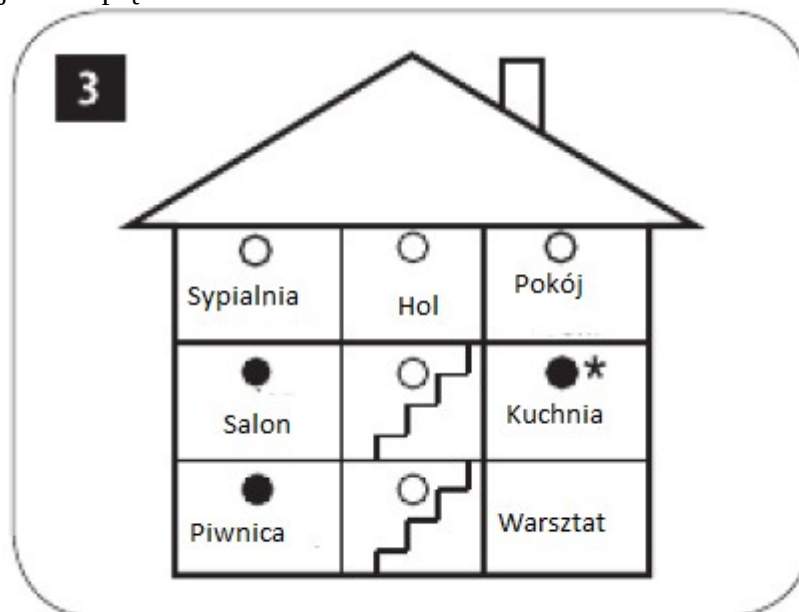 3
Sypialnia
Hol
Pokój
*
Salon
Kuchnia
Piwnica
Warsztat